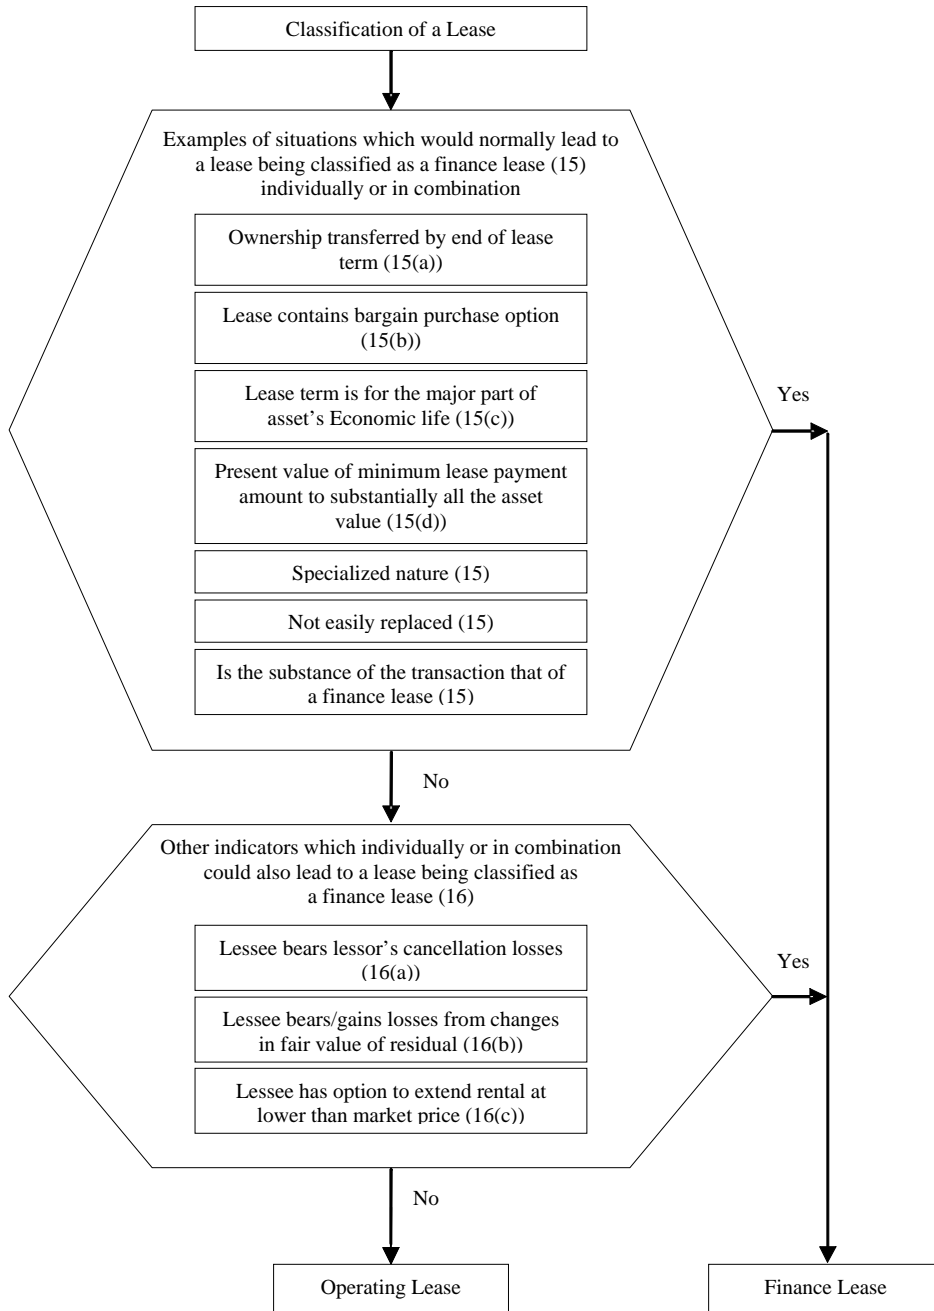 Classification of a Lease
Examples of situations which would normally lead to
a lease being classified as a finance lease (15)
individually or in combination
Ownership transferred by end of lease
term (15(a))
Lease contains bargain purchase option
(15(b))
Lease term is for the major part of
asset's Economic life (15(c))
Yes
Present value of minimum lease payment
amount to substantially all the asset
value (15(d))
Specialized nature (15)
Not easily replaced (15)
Is the substance of the transaction that of
a finance lease (15)
No
Other indicators which individually or in combination
could also lead to a lease being classified as
a finance lease (16)
Lessee bears lessor's cancellation losses
(16(a))
Yes
Lessee bears/gains losses from changes
in fair value of residual (16(b))
Lessee has option to extend rental at
lower than market price (16(c))
No
Operating Lease
Finance Lease